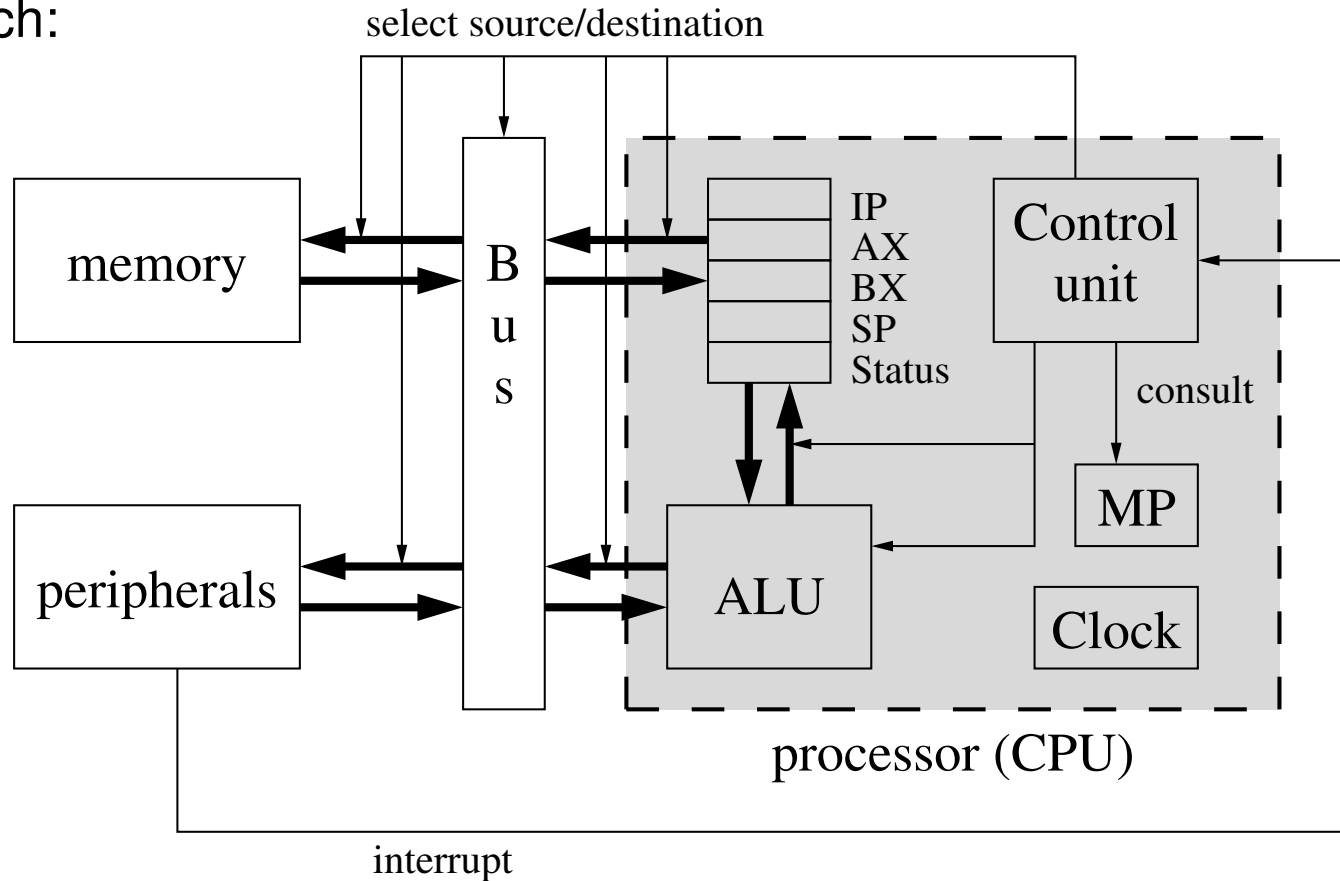 ch:
select source/destination
memory
B
u
s
IP
AX
BX
SP
Status
Control
unit
consult
MP
peripherals
ALU
Clock
processor (CPU)
interrupt